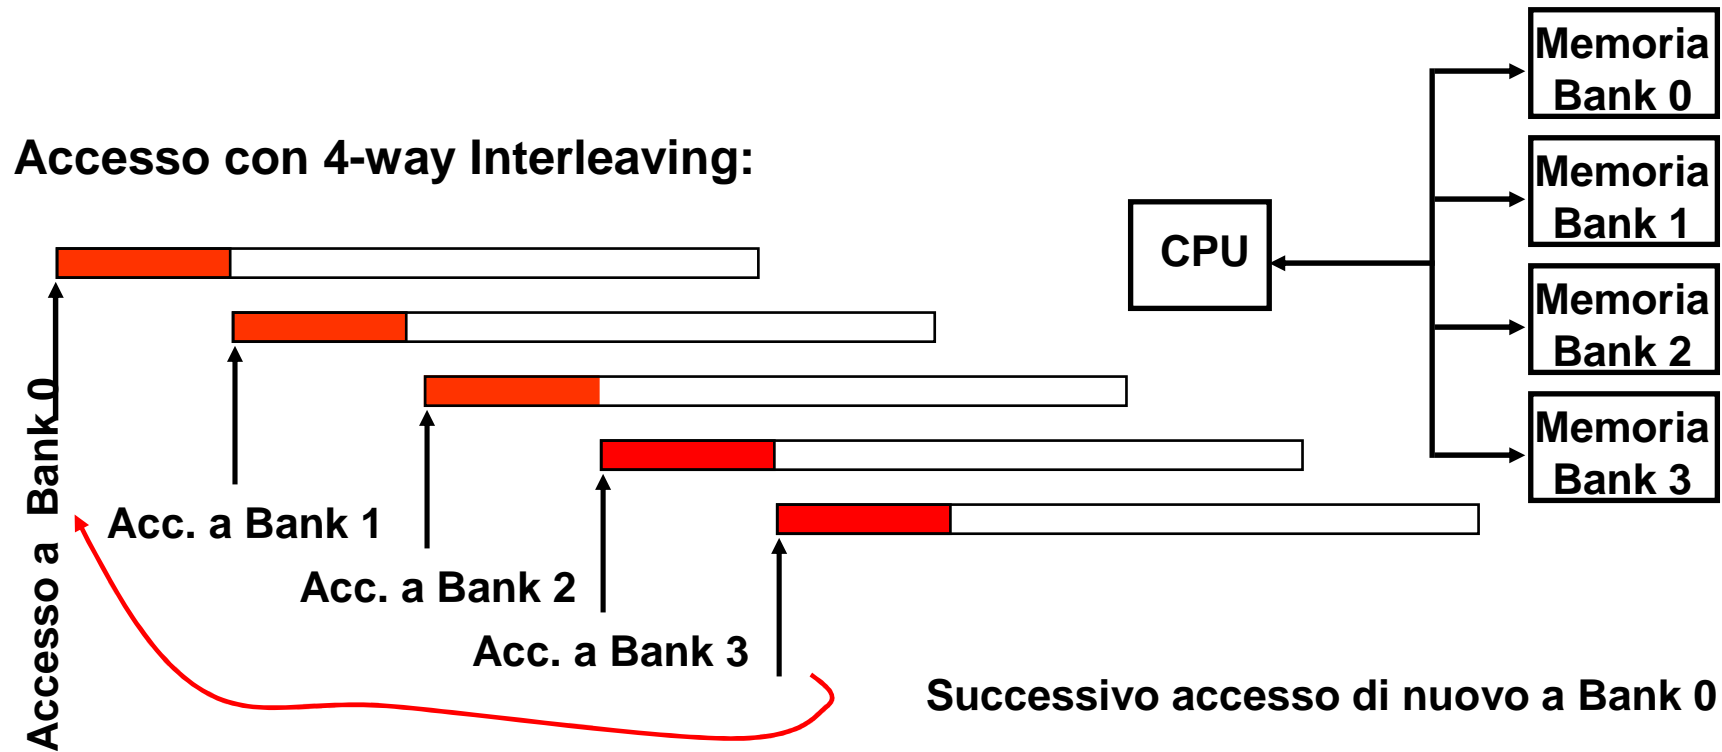 Memoria
Bank 0
Accesso con 4-way Interleaving:
Memoria
Bank 1
CPU
Memoria
Bank 2
Memoria
Bank 3
Accesso a Bank 0
Acc. a Bank 1
Acc. a Bank 2
Acc. a Bank 3
Successivo accesso di nuovo a Bank 0